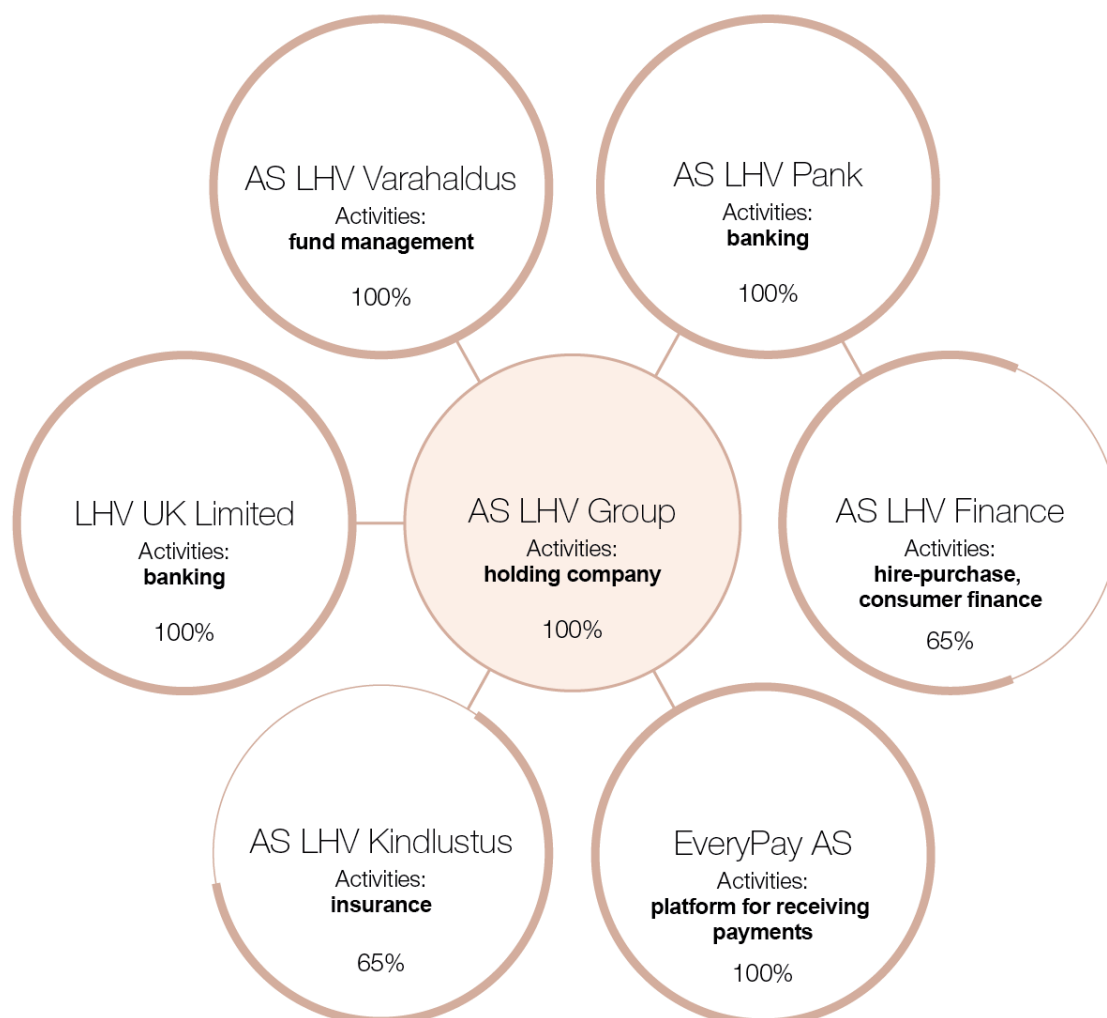 AS LHV Varahaldus
Activities:
fund management
100%
AS LHV Pank
Activities:
banking
100%
LHV UK Limited
Activities:
banking
100%
AS LHV Group
Activities:
holding company
100%
AS LHV Finance
Activities:
hire-purchase,
consumer finance
65%
AS LHV Kindlustus
Activities:
insurance
65%
EveryPay AS
Activities:
platform for receiving
payments
100%